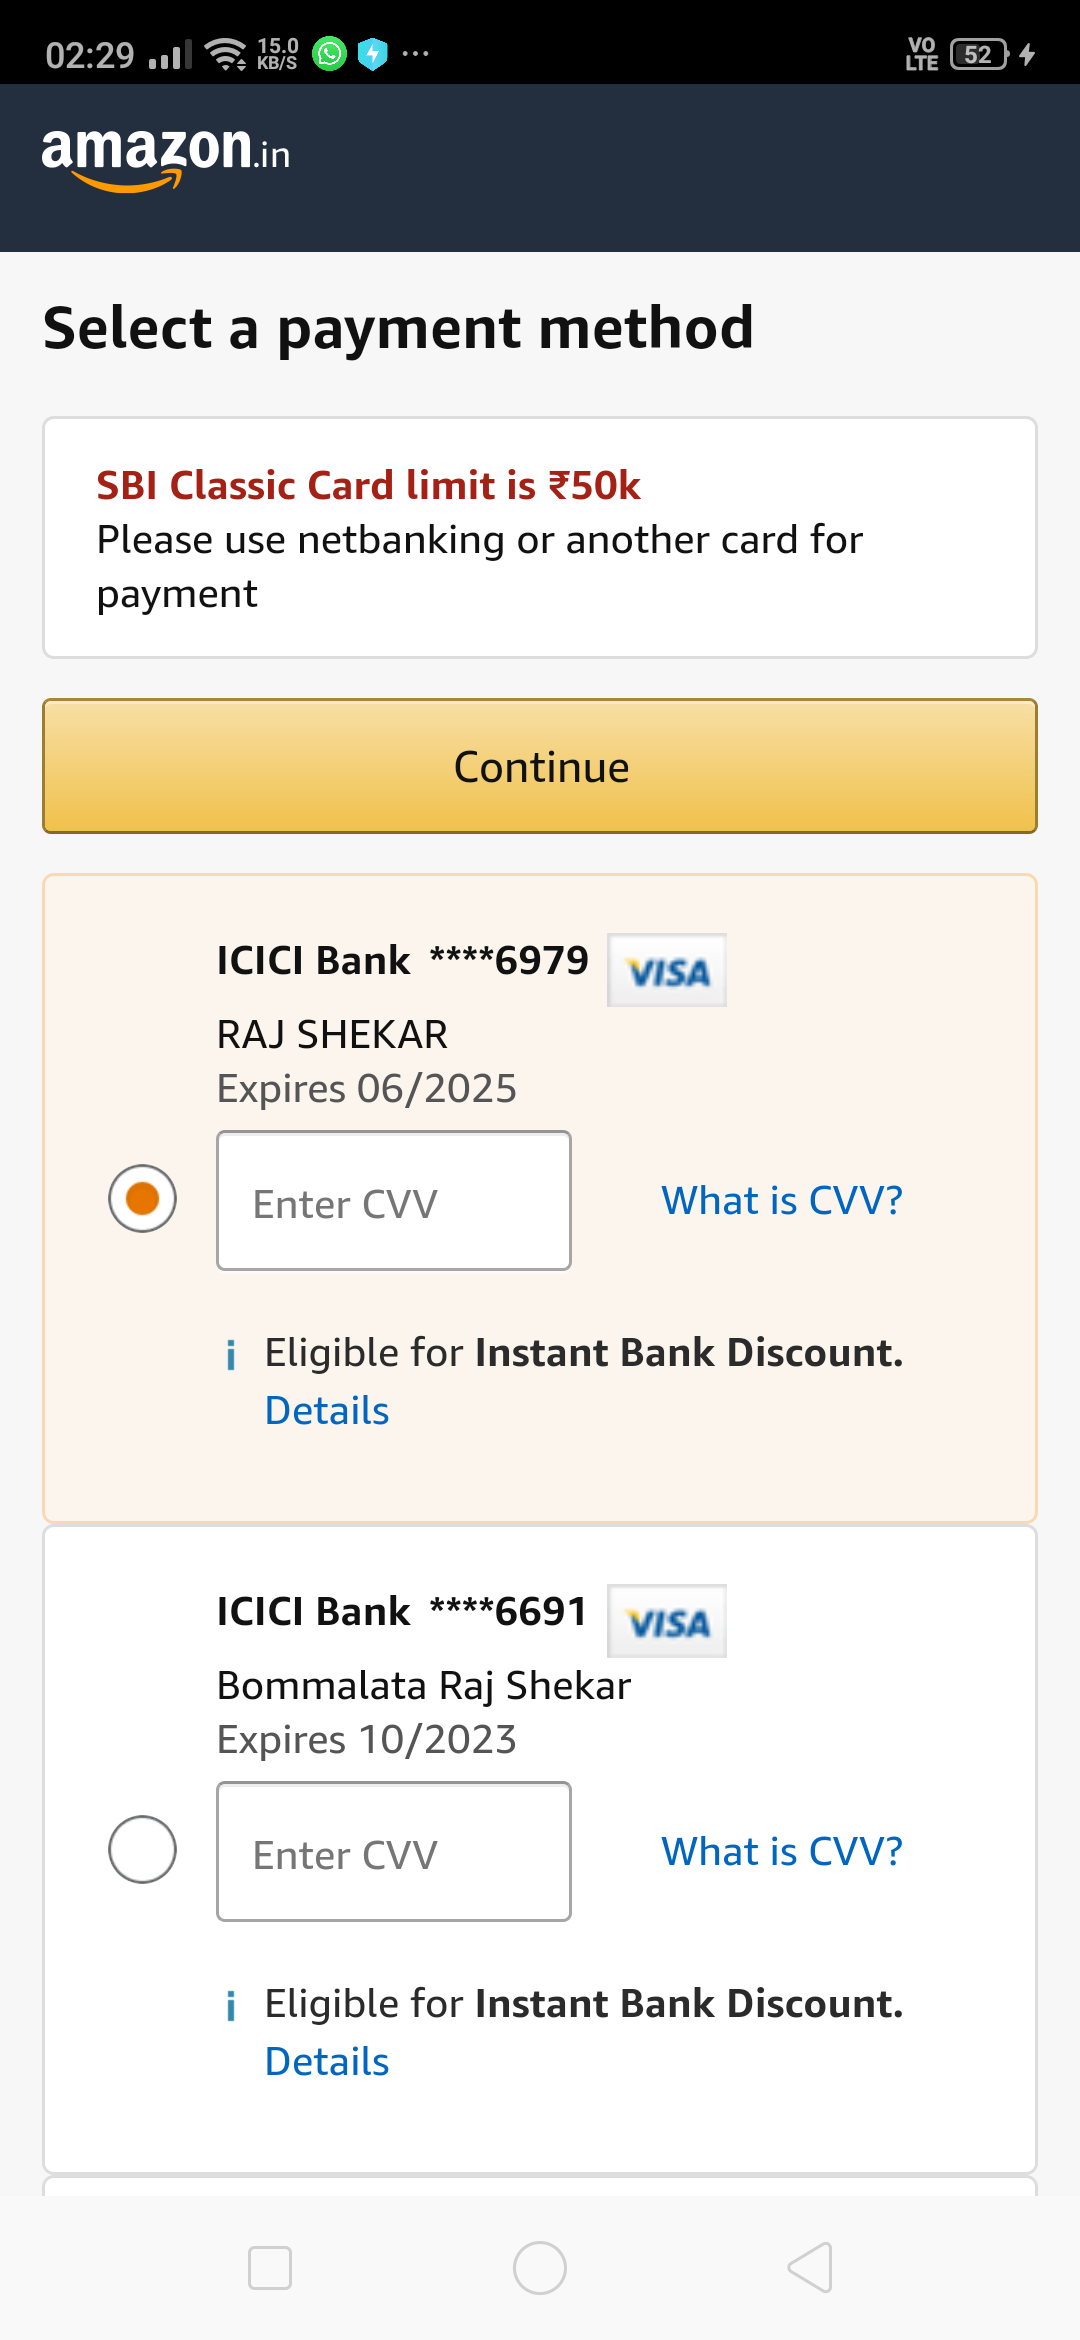 02:29 15.0 KB/S VO LTE 52
amazon.in
Select a payment method
SBI Classic Card limit is ₹50k
Please use netbanking or another card for
payment
Continue
ICICI Bank ****6979 VISA
RAJ SHEKAR
Expires 06/2025
Enter CVV What is CVV?
i Eligible for Instant Bank Discount.
Details
ICICI Bank ****6691 VISA
Bommalata Raj Shekar
Expires 10/2023
Enter CVV What is CVV?
i Eligible for Instant Bank Discount.
Details